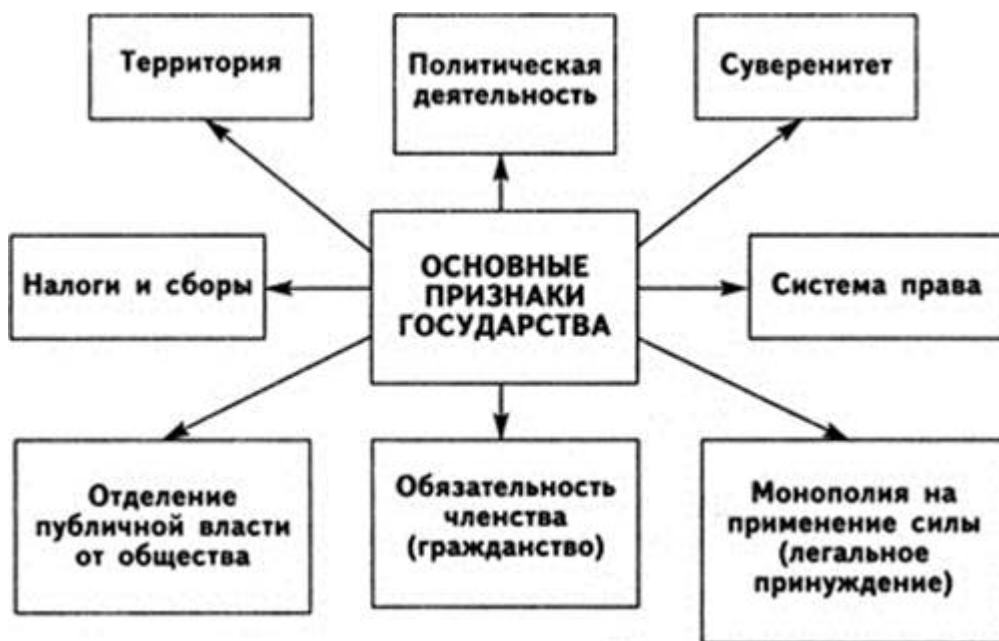 Территория
Политическая
деятельность
Суверенитет
Налоги и сборы
ОСНОВНЫЕ
ПРИЗНАКИ
ГОСУДАРСТВА
Система права
Отделение
публичной власти
от общества
Обязательность
членства
(гражданство)
Монополия на
применение силы
(легальное
принуждение)